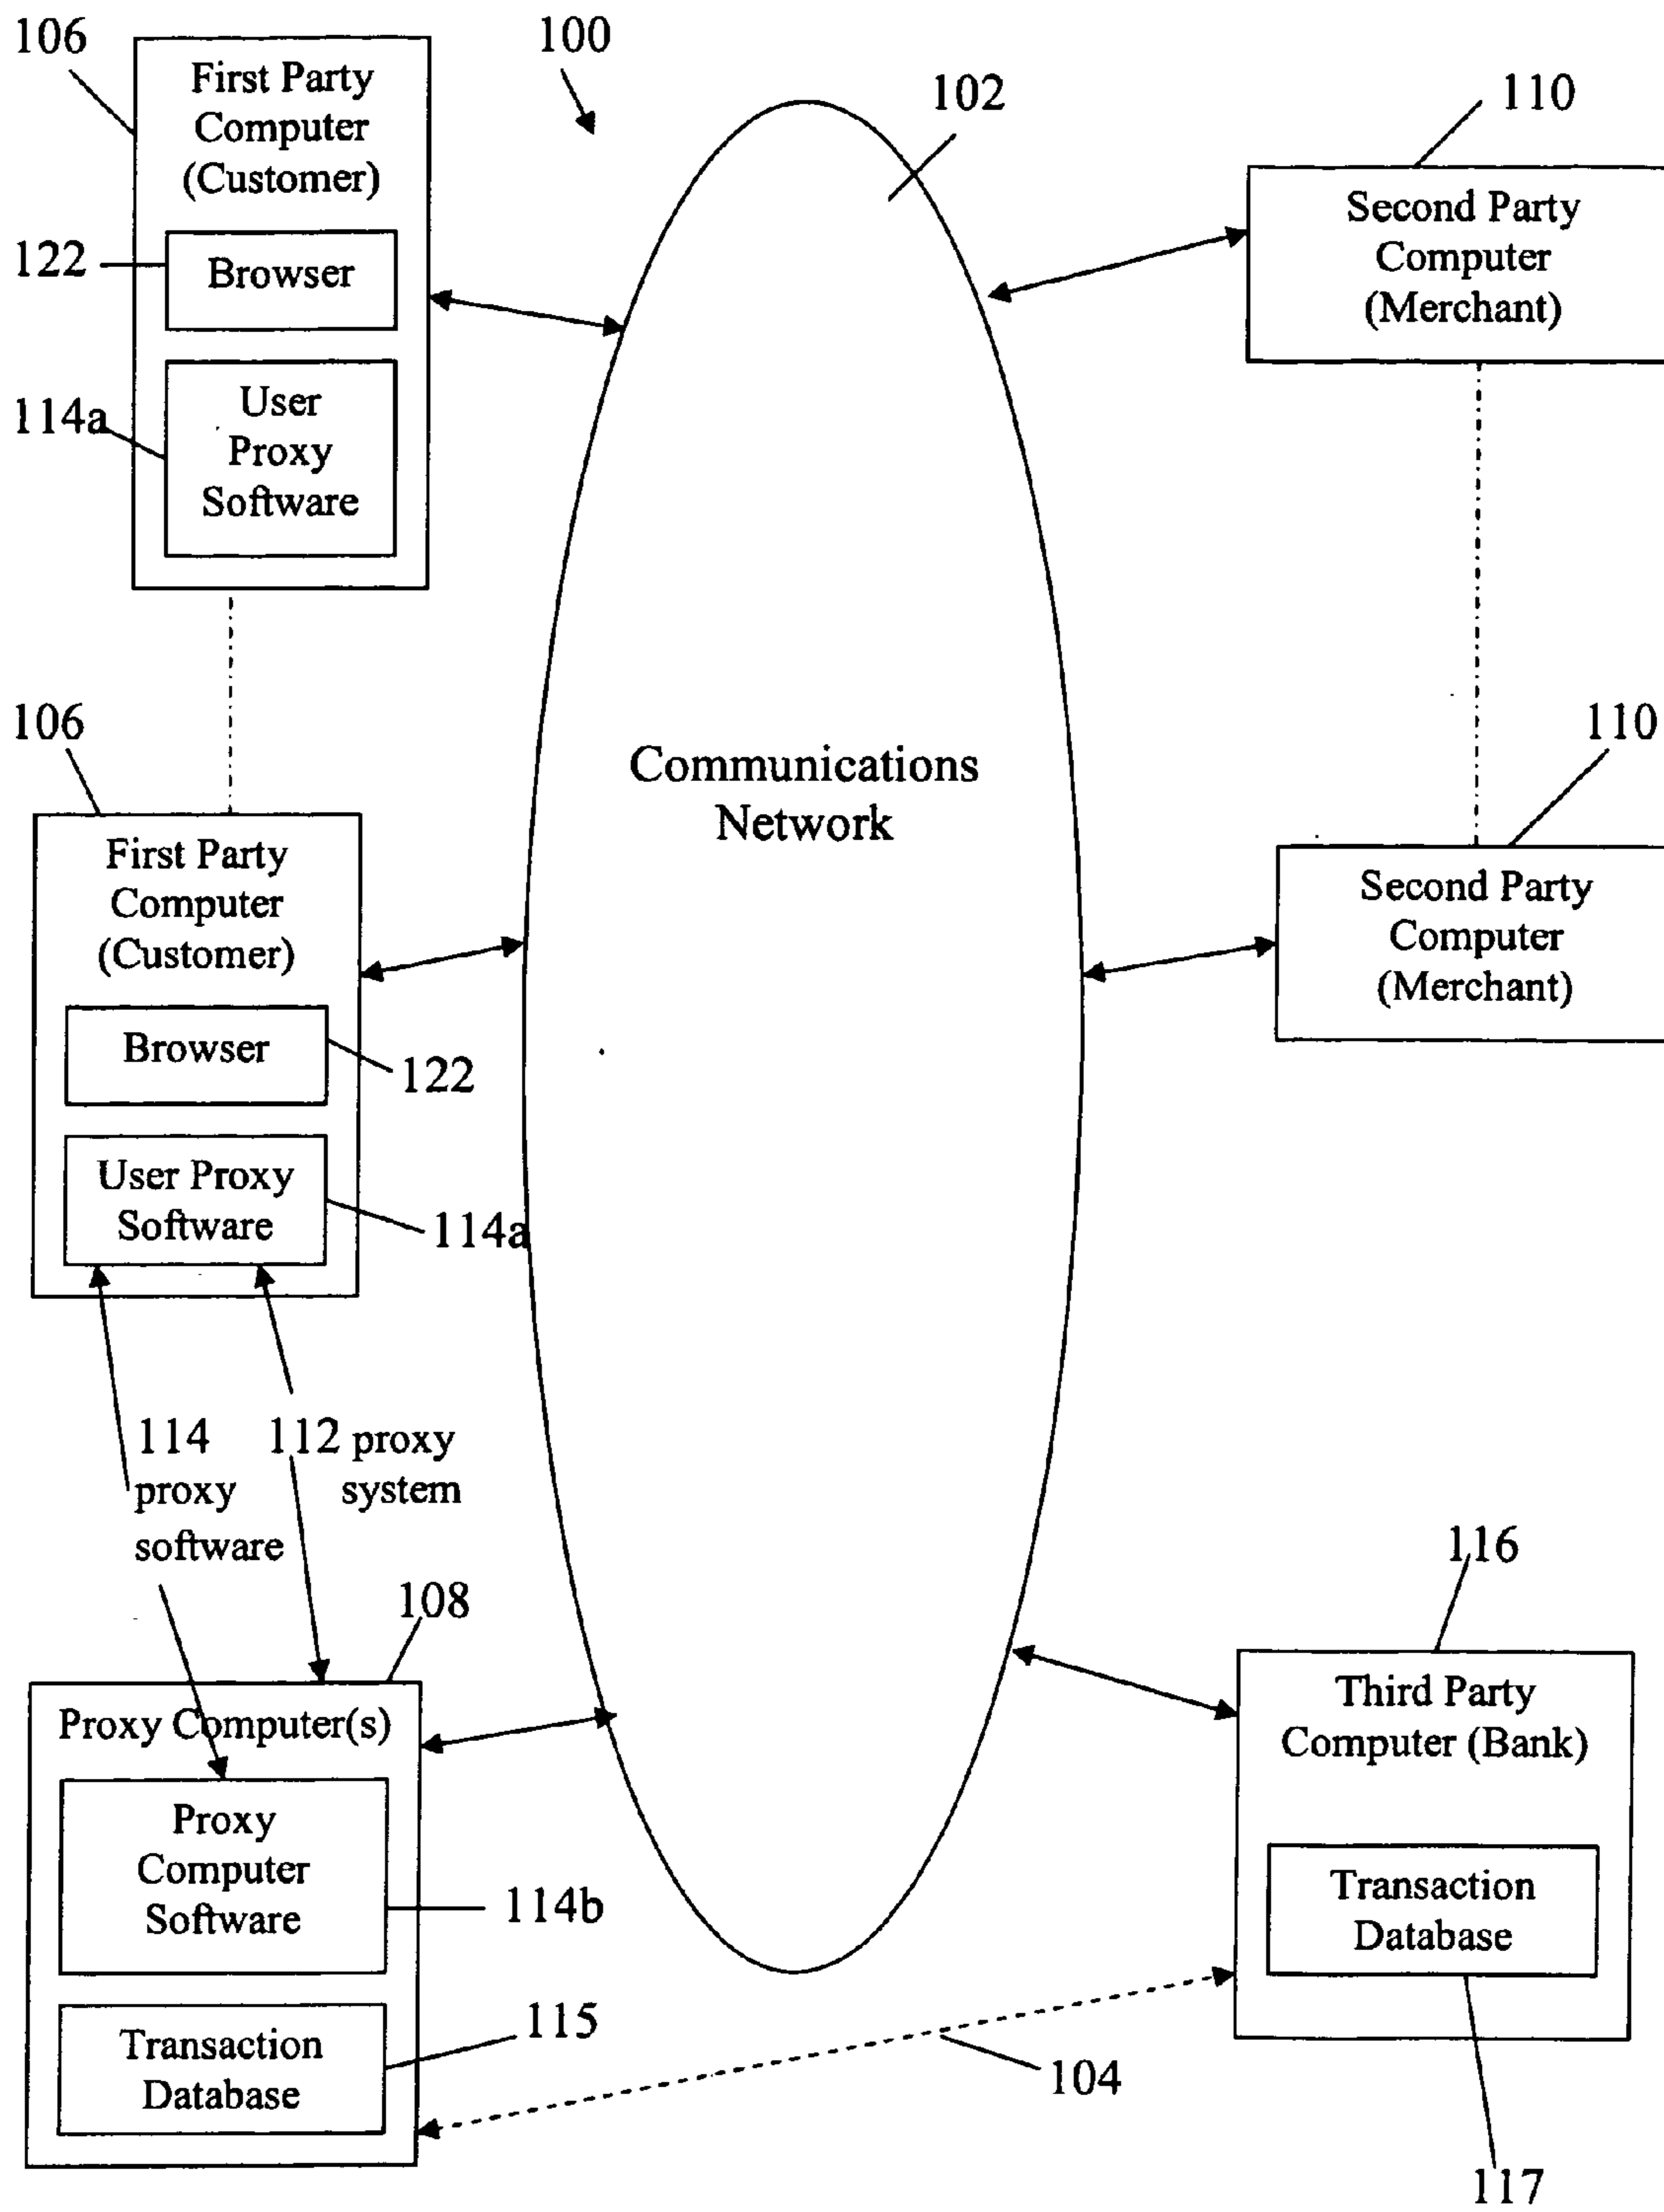 106
100
102
110
First Party
Computer
(Customer)
122
Browser
114a
User
Proxy
Software
Second Party
Computer
(Merchant)
Communications
Network
106
First Party
Computer
(Customer)
Browser
122
User Proxy
Software
114a
110
Second Party
Computer
(Merchant)
114
proxy
software
112 proxy
system
108
Proxy Computer(s)
Proxy
Computer
Software
114b
Transaction
Database
115
104
116
Third Party
Computer (Bank)
Transaction
Database
117